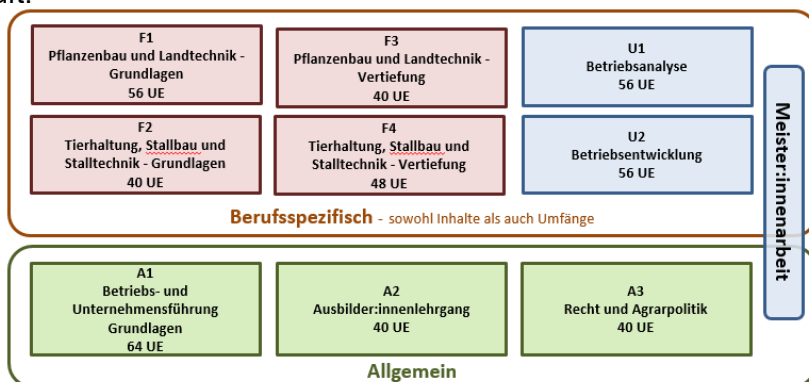 F1
Pflanzenbau und Landtechnik -
Grundlagen
56 UE
F3
Pflanzenbau und Landtechnik -
Vertiefung
40 UE
U1
Betriebsanalyse
56 UE
F2
Tierhaltung, Stallbau und
Stalltechnik - Grundlagen
40 UE
F4
Tierhaltung, Stallbau und
Stalltechnik - Vertiefung
48 UE
U2
Betriebsentwicklung
56 UE
Meister:innenarbeit
Berufsspezifisch - sowohl Inhalte als auch Umfänge
A1
Betriebs- und
Unternehmensführung
Grundlagen
64 UE
A2
Ausbilder:innenlehrgang
40 UE
A3
Recht und Agrarpolitik
40 UE
Allgemein